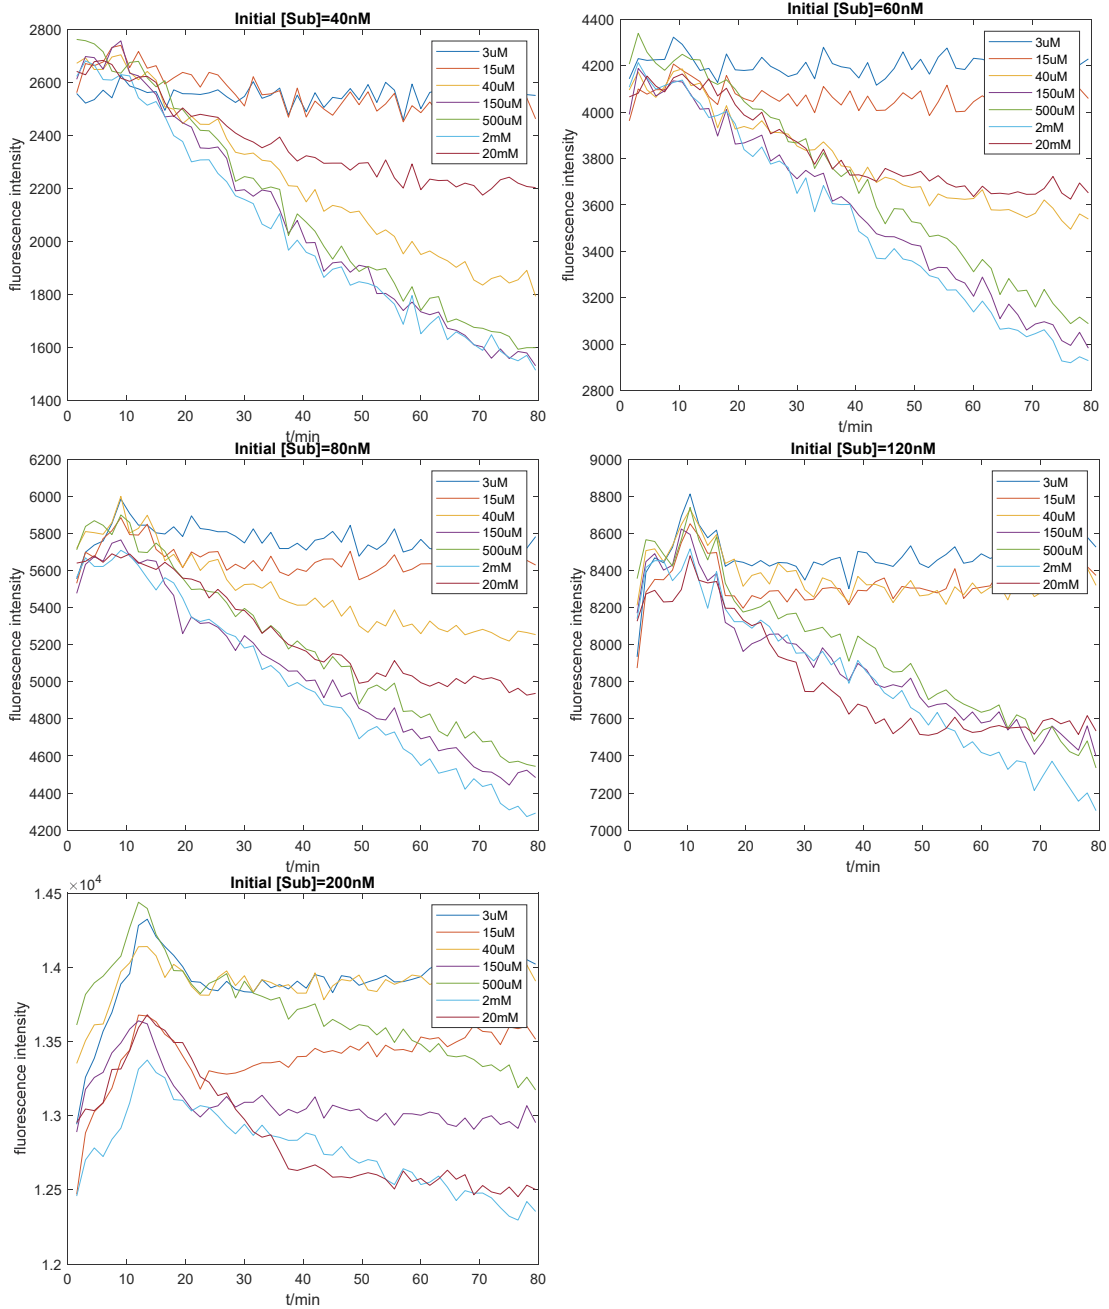 Initial [Sub]=40nM
2800
2600
2400
2200
2000
1800
1600
1400
0 10 20 30 40 50 60 70 80
fluorescence intensity
t/min
3uM
15uM
40uM
150uM
500uM
2mM
20mM
Initial [Sub]=60nM
4400
4200
4000
3800
3600
3400
3200
3000
2800
0 10 20 30 40 50 60 70 80
fluorescence intensity
t/min
3uM
15uM
40uM
150uM
500uM
2mM
20mM
Initial [Sub]=80nM
6200
6000
5800
5600
5400
5200
5000
4800
4600
4400
4200
0 10 20 30 40 50 60 70 80
fluorescence intensity
t/min
3uM
15uM
40uM
150uM
500uM
2mM
20mM
Initial [Sub]=120nM
9000
8800
8600
8400
8200
8000
7800
7600
7400
7200
7000
0 10 20 30 40 50 60 70 80
fluorescence intensity
t/min
3uM
15uM
40uM
150uM
500uM
2mM
20mM
×10⁴
Initial [Sub]=200nM
1.45
1.4
1.35
1.3
1.25
1.2
0 10 20 30 40 50 60 70 80
fluorescence intensity
t/min
3uM
15uM
40uM
150uM
500uM
2mM
20mM